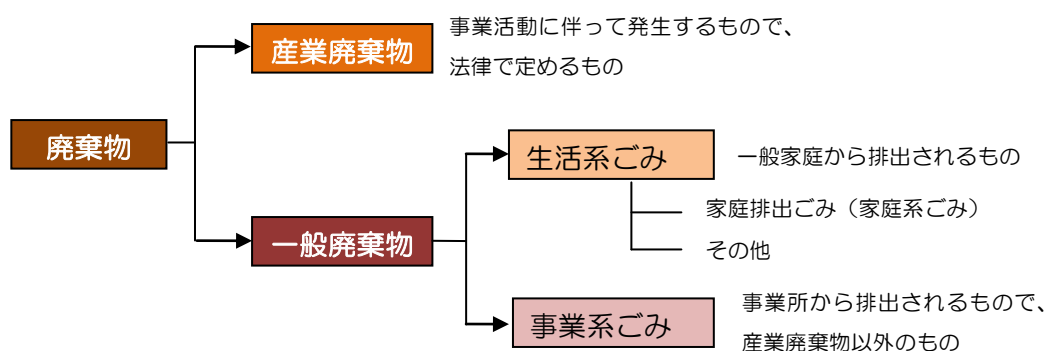 事業活動に伴って発生するもので、
産業廃棄物
法律で定めるもの
廃棄物
生活系ごみ
一般家庭から排出されるもの
家庭排出ごみ（家庭系ごみ）
一般廃棄物
その他
事業所から排出されるもので、
事業系ごみ
産業廃棄物以外のもの